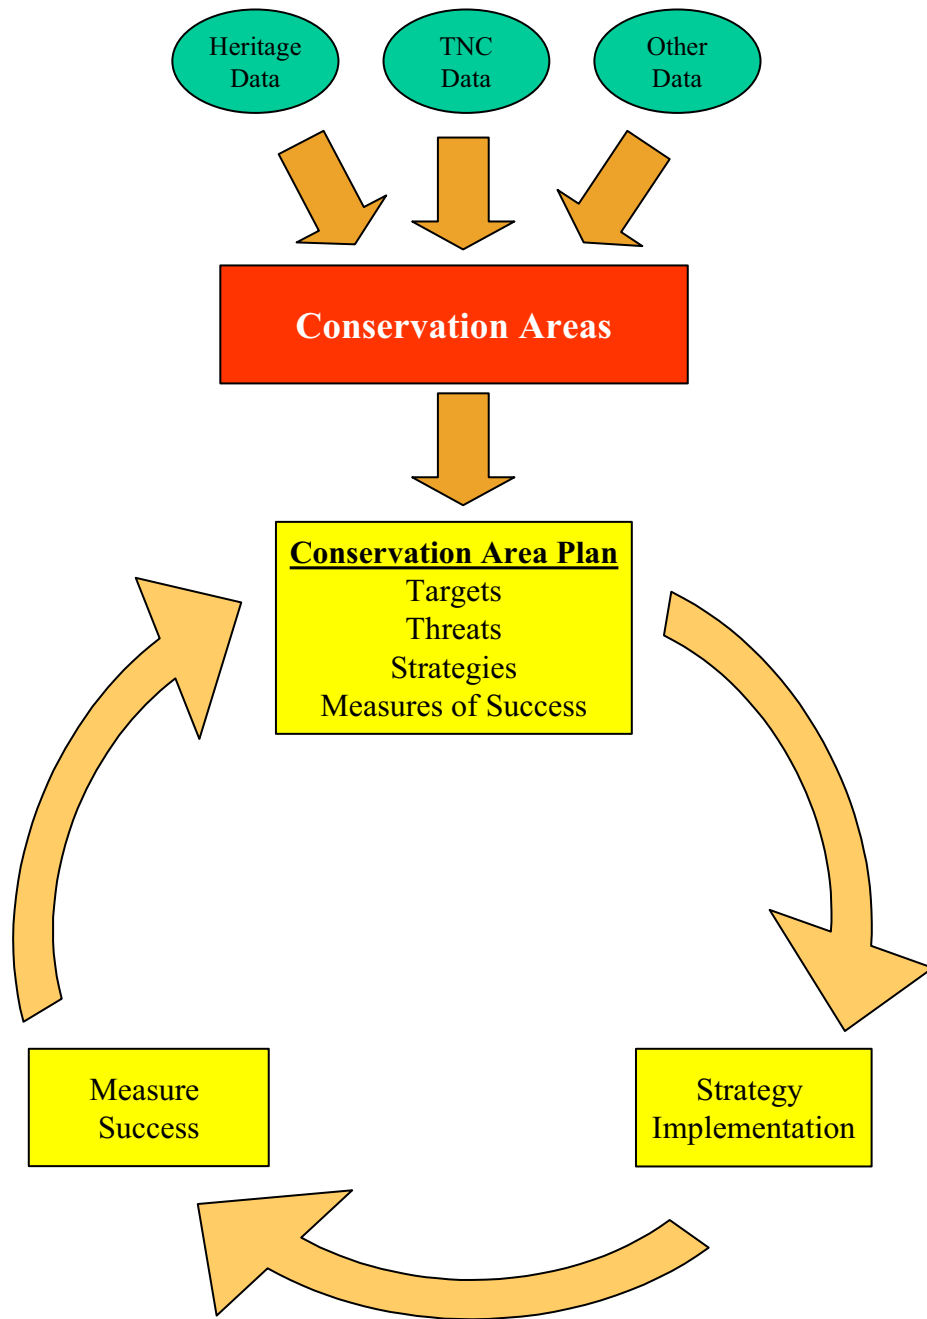 Heritage
Data
TNC
Data
Other
Data
Conservation Areas
Conservation Area Plan
Targets
Threats
Strategies
Measures of Success
Measure
Success
Strategy
Implementation